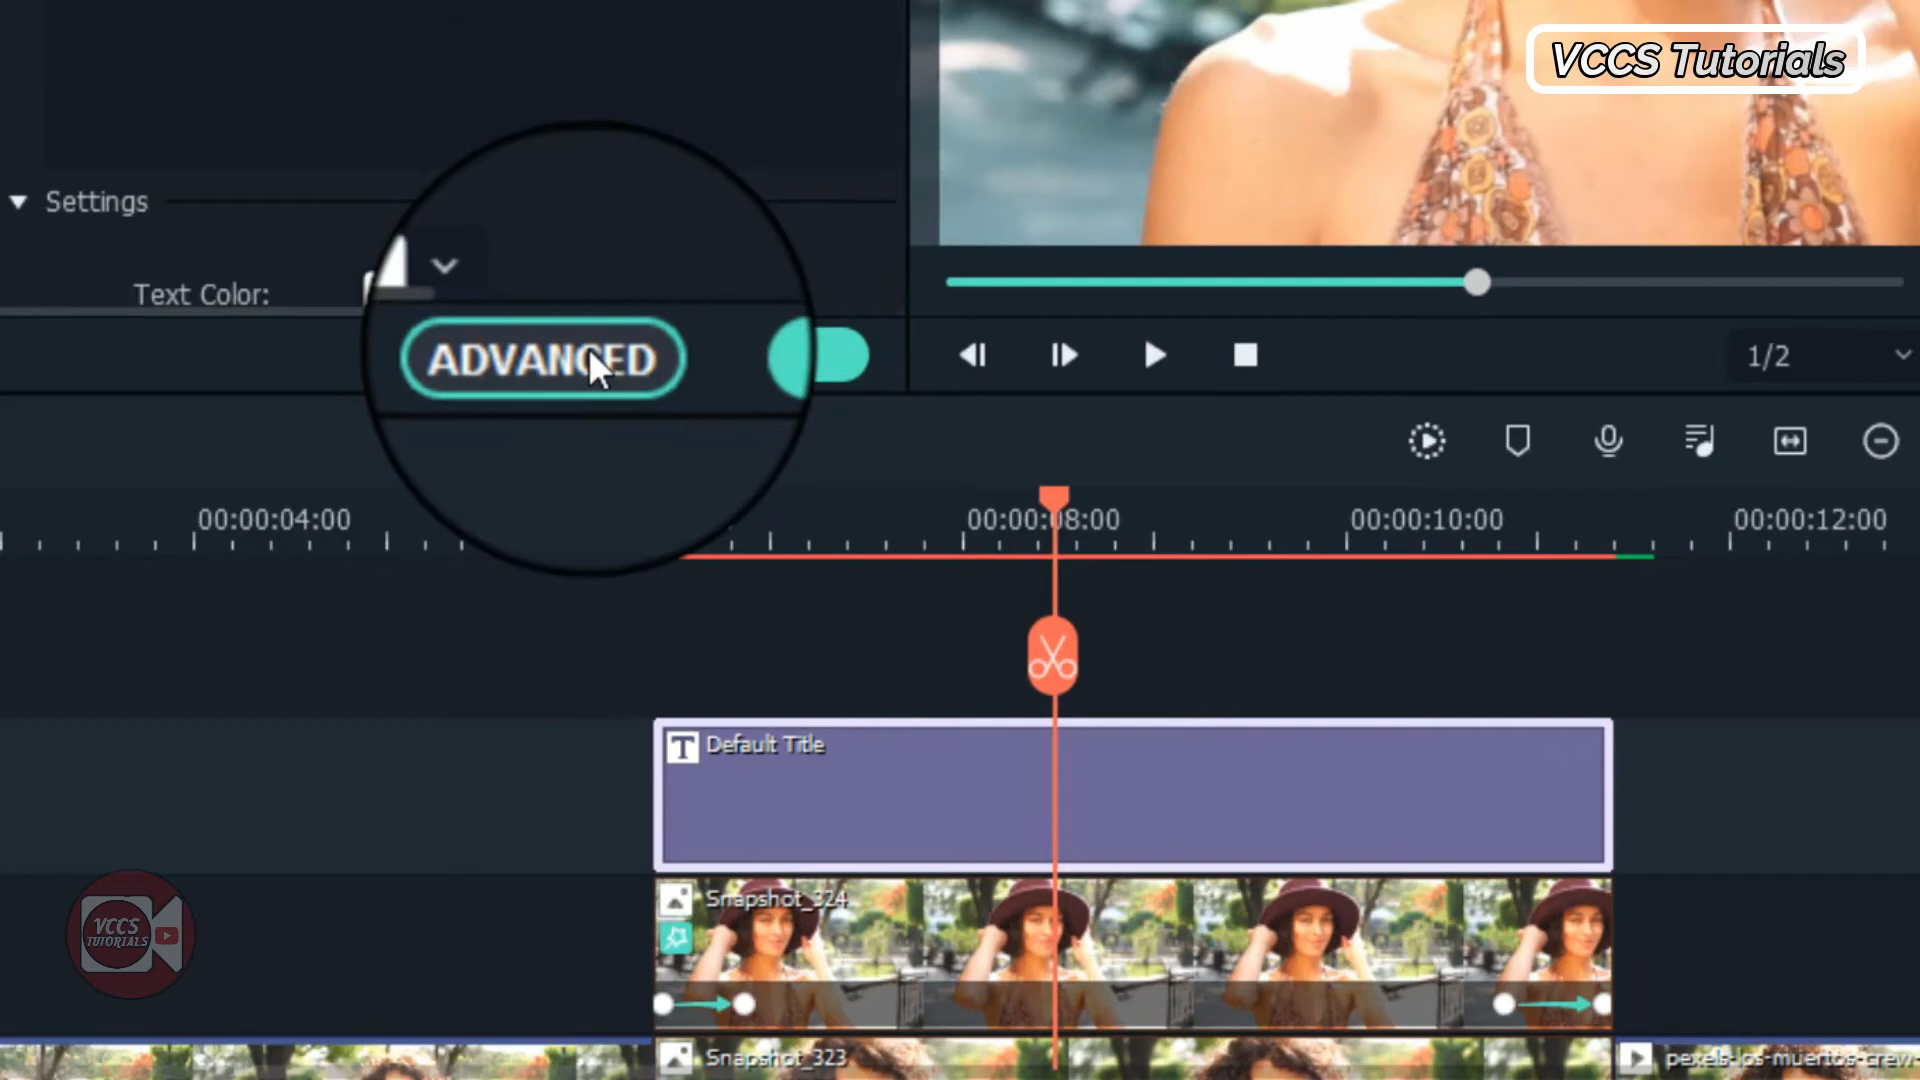 VCCS Tutorials
Settings
Text Color:
ADVANCED
1/2
00:00:04:00
00:00:08:00
00:00:10:00
00:00:12:00
T Default Title
Snapshot_324
VCCS
TUTORIALS
Snapshot_323
pexels-los-muertos-crew-